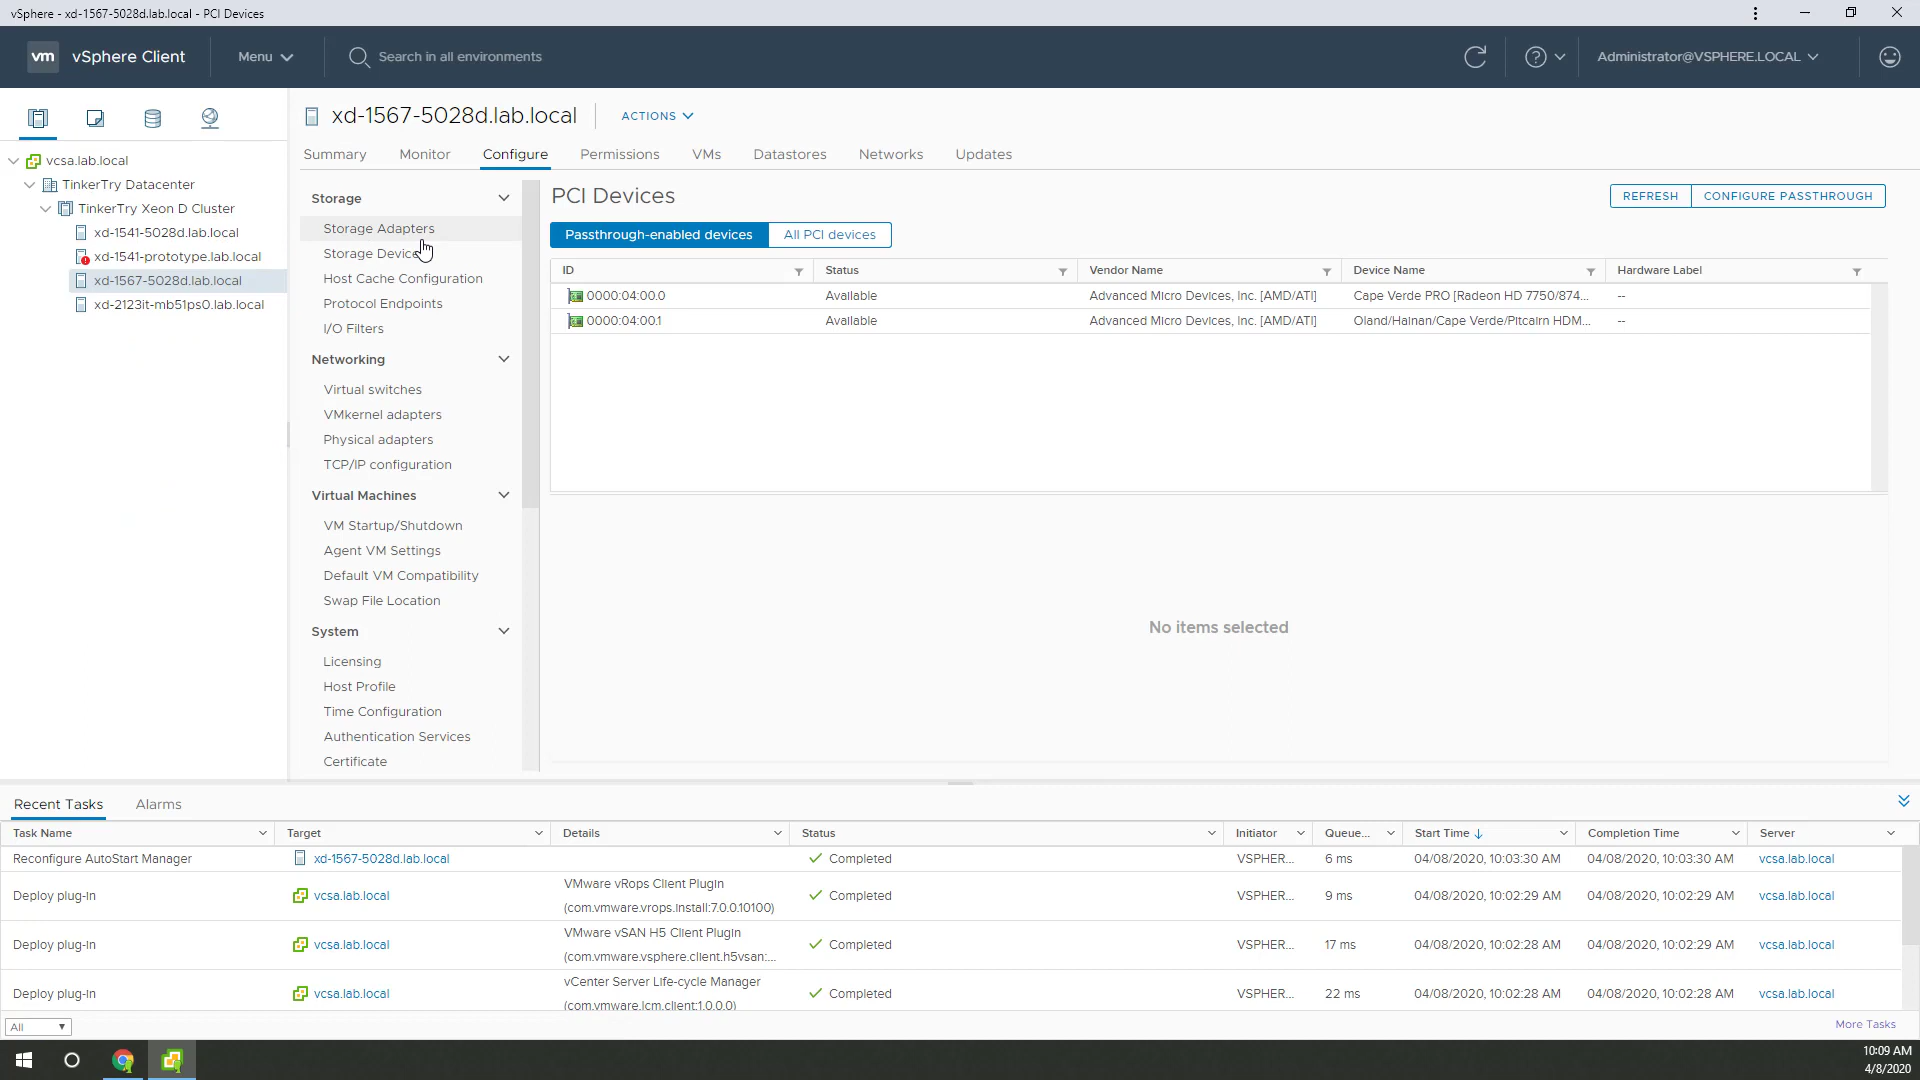 vSphere - xd-1567-5028d.lab.local - PCI Devices
vm vSphere Client
Menu
Search in all environments
Administrator@VSPHERE.LOCAL
xd-1567-5028d.lab.local
ACTIONS
Summary Monitor Configure Permissions VMs Datastores Networks Updates
vcsa.lab.local
TinkerTry Datacenter
TinkerTry Xeon D Cluster
xd-1541-5028d.lab.local
xd-1541-prototype.lab.local
xd-1567-5028d.lab.local
xd-2123it-mb51ps0.lab.local
Storage
Storage Adapters
Storage Device
Host Cache Configuration
Protocol Endpoints
I/O Filters
Networking
Virtual switches
VMkernel adapters
Physical adapters
TCP/IP configuration
Virtual Machines
VM Startup/Shutdown
Agent VM Settings
Default VM Compatibility
Swap File Location
System
Licensing
Host Profile
Time Configuration
Authentication Services
Certificate
PCI Devices
REFRESH CONFIGURE PASSTHROUGH
Passthrough-enabled devices All PCI devices
ID Status Vendor Name Device Name Hardware Label
0000:04:00.0 Available Advanced Micro Devices, Inc. [AMD/ATI] Cape Verde PRO [Radeon HD 7750/874... --
0000:04:00.1 Available Advanced Micro Devices, Inc. [AMD/ATI] Oland/Hainan/Cape Verde/Pitcairn HDM... --
No items selected
Recent Tasks Alarms
Task Name Target Details Status Initiator Queue... Start Time Completion Time Server
Reconfigure AutoStart Manager xd-1567-5028d.lab.local Completed VSPHER... 6 ms 04/08/2020, 10:03:30 AM 04/08/2020, 10:03:30 AM vcsa.lab.local
VMware vRops Client Plugin
Deploy plug-in vcsa.lab.local Completed VSPHER... 9 ms 04/08/2020, 10:02:29 AM 04/08/2020, 10:02:29 AM vcsa.lab.local
(com.vmware.vrops.install:7.0.0.10100)
VMware vSAN H5 Client Plugin
Deploy plug-in vcsa.lab.local Completed VSPHER... 17 ms 04/08/2020, 10:02:28 AM 04/08/2020, 10:02:29 AM vcsa.lab.local
(com.vmware.vsphere.client.h5vsan:...
vCenter Server Life-cycle Manager
Deploy plug-in vcsa.lab.local Completed VSPHER... 22 ms 04/08/2020, 10:02:28 AM 04/08/2020, 10:02:28 AM vcsa.lab.local
(com.vmware.lcm.client:1.0.0.0)
All
More Tasks
10:09 AM
4/8/2020